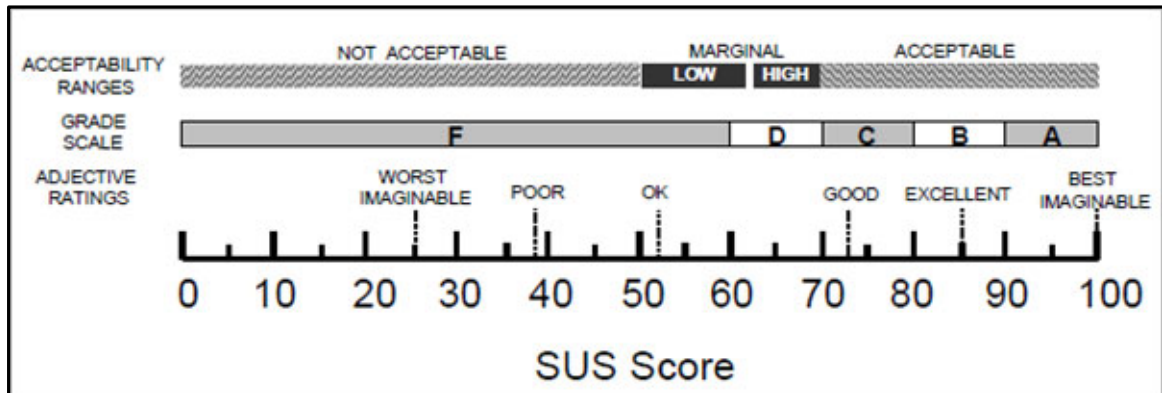 NOT ACCEPTABLE MARGINAL ACCEPTABLE
ACCEPTABILITY
RANGES
LOW HIGH
GRADE
SCALE
F D C B A
ADJECTIVE
RATINGS
WORST
IMAGINABLE
POOR
OK
GOOD
EXCELLENT
BEST
IMAGINABLE
0 10 20 30 40 50 60 70 80 90 100
SUS Score